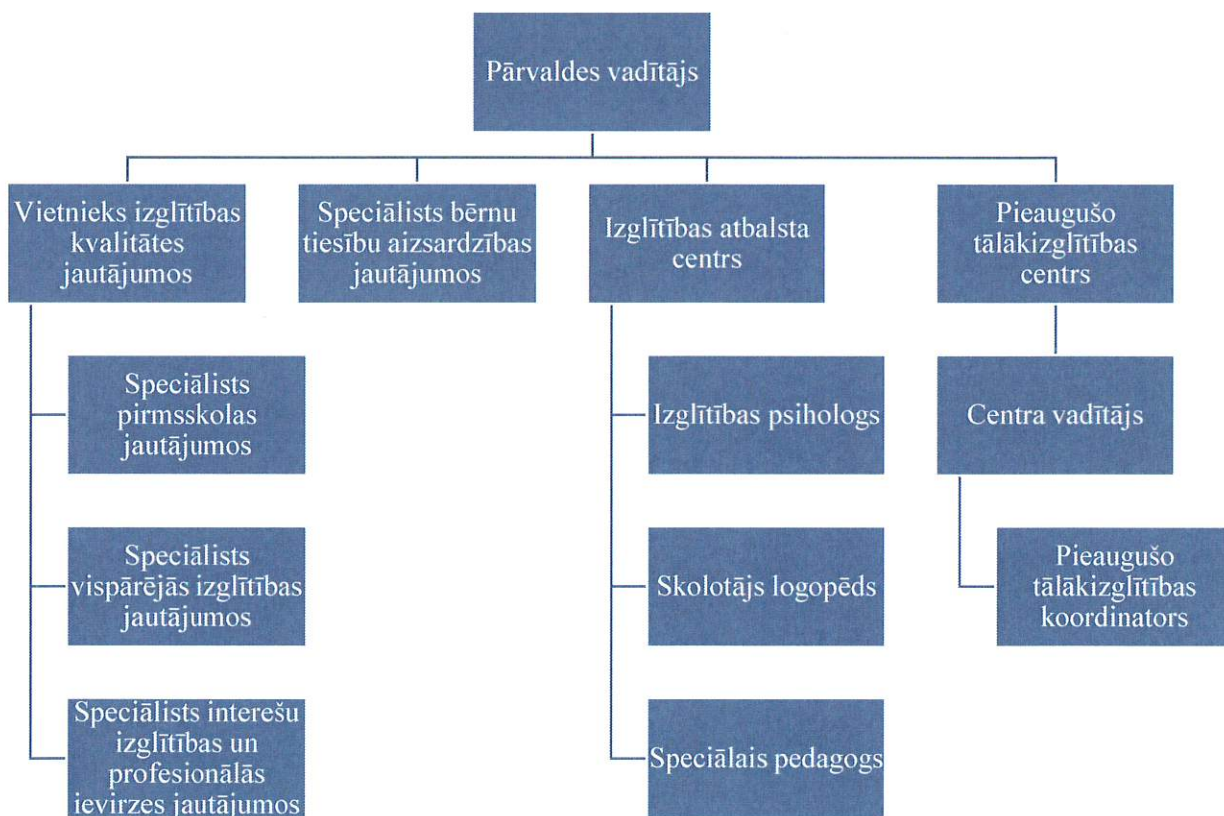 Pārvaldes vadītājs
Vietnieks izglītības
kvalitātes
jautājumos
Speciālists bērnu
tiesību aizsardzības
jautājumos
Izglītības atbalsta
centrs
Pieaugušo
tālākizglītības
centrs
Speciālists
pirmsskolas
jautājumos
Izglītības psihologs
Centra vadītājs
Speciālists
vispārējās izglītības
jautājumos
Skolotājs logopēds
Pieaugušo
tālākizglītības
koordinators
Speciālists interešu
izglītības un
profesionālās
ievirzes jautājumos
Speciālais pedagogs